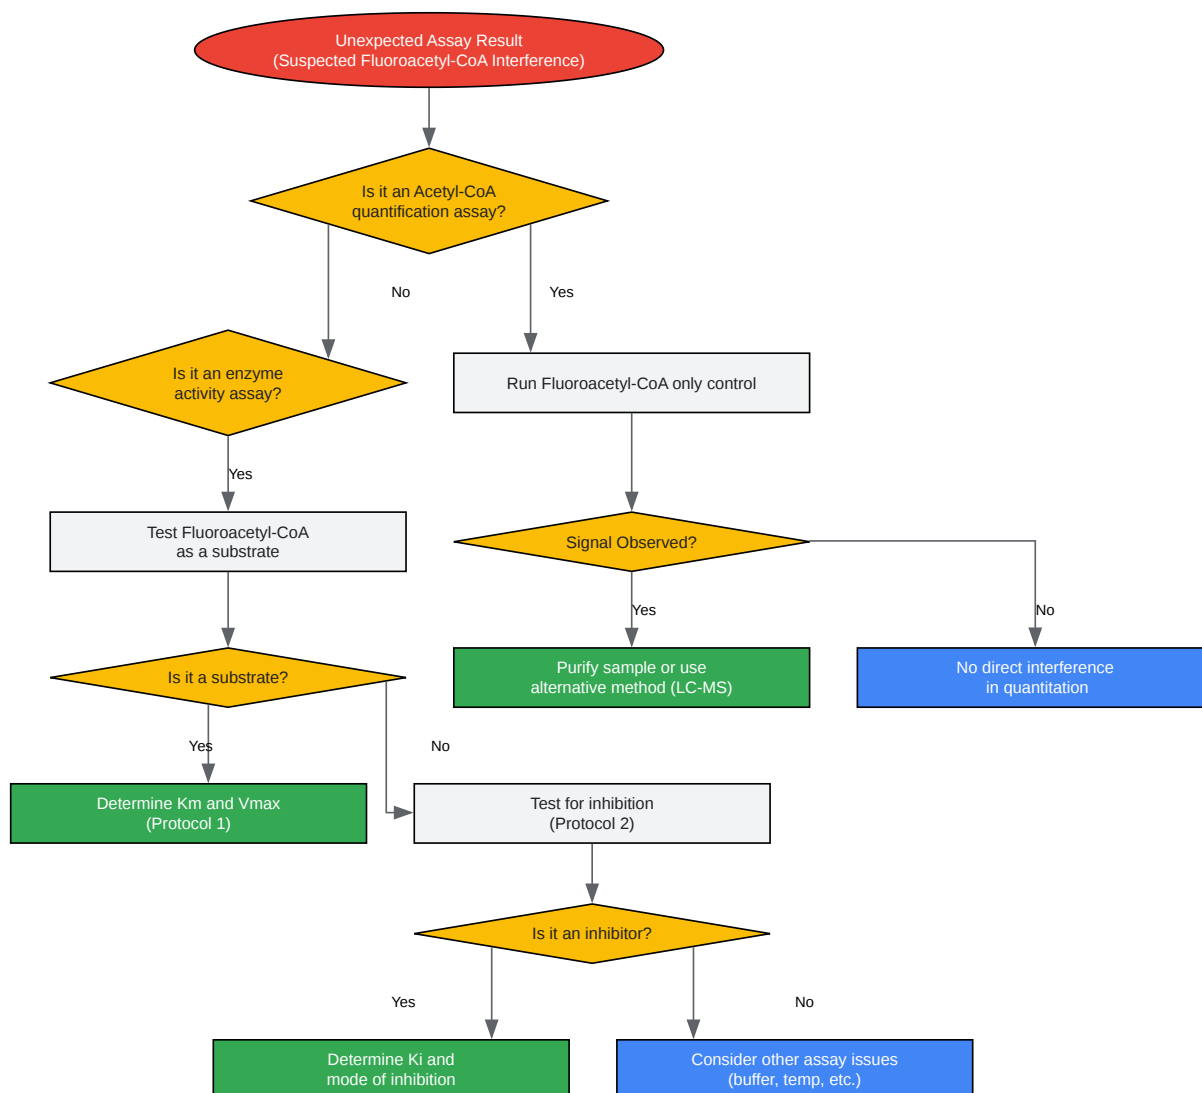 Unexpected Assay Result
(Suspected Fluoroacetyl-CoA Interference)
Is it an Acetyl-CoA
quantification assay?
No
Yes
Is it an enzyme
activity assay?
Run Fluoroacetyl-CoA only control
Yes
Test Fluoroacetyl-CoA
as a substrate
Signal Observed?
Yes
No
Is it a substrate?
Purify sample or use
alternative method (LC-MS)
No direct interference
in quantitation
Yes
No
Determine Km and Vmax
(Protocol 1)
Test for inhibition
(Protocol 2)
Is it an inhibitor?
Yes
No
Determine Ki and
mode of inhibition
Consider other assay issues
(buffer, temp, etc.)